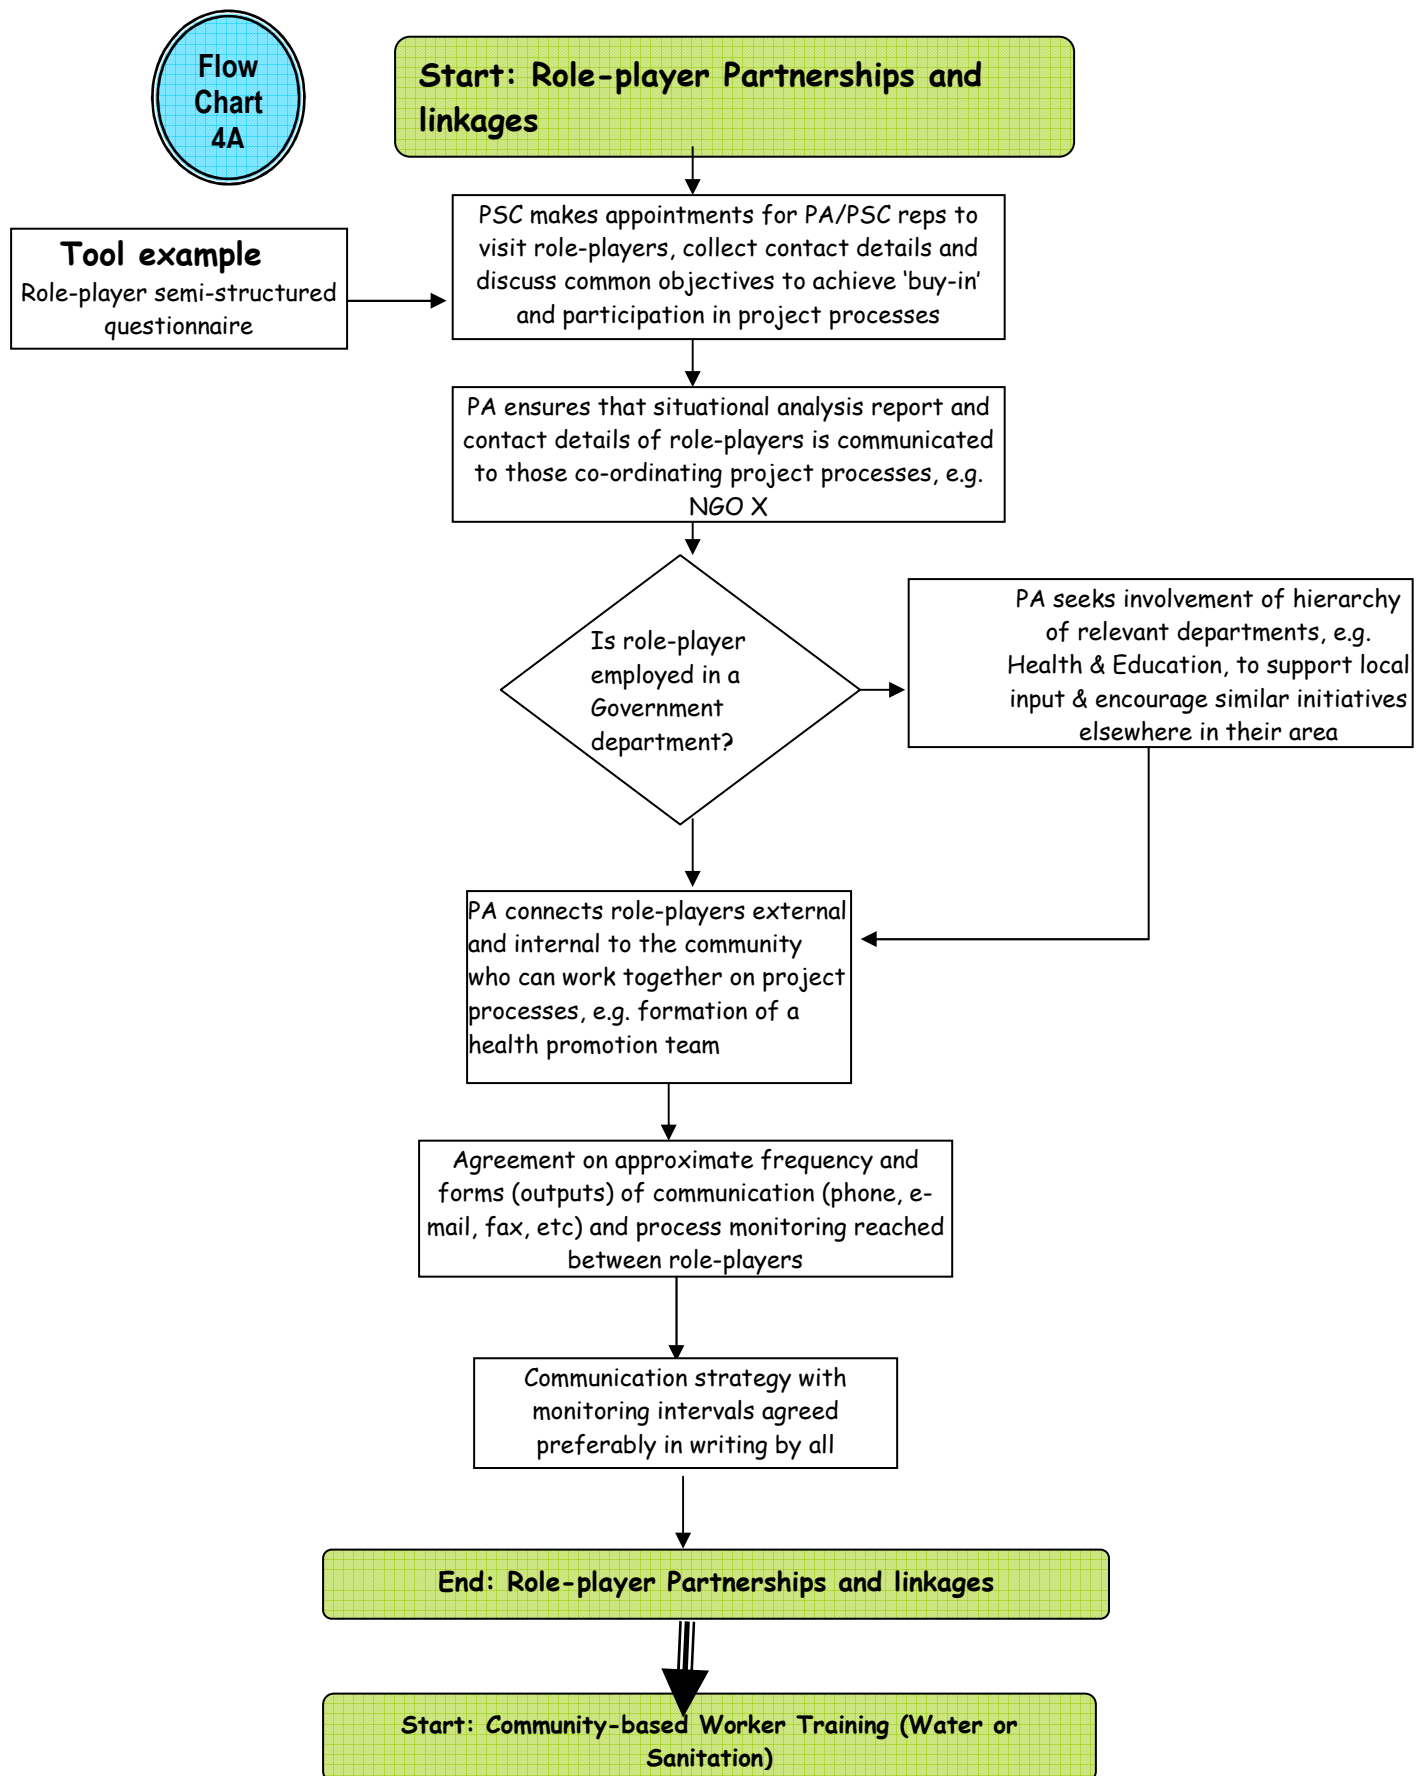 Flow
Chart
4A
Start: Role-player Partnerships and
linkages
PSC makes appointments for PA/PSC reps to
visit role-players, collect contact details and
discuss common objectives to achieve ‘buy-in’
and participation in project processes
Tool example
Role-player semi-structured
questionnaire
PA ensures that situational analysis report and
contact details of role-players is communicated
to those co-ordinating project processes, e.g.
NGO X
Is role-player
employed in a
Government
department?
PA seeks involvement of hierarchy
of relevant departments, e.g.
Health & Education, to support local
input & encourage similar initiatives
elsewhere in their area
PA connects role-players external
and internal to the community
who can work together on project
processes, e.g. formation of a
health promotion team
Agreement on approximate frequency and
forms (outputs) of communication (phone, e-
mail, fax, etc) and process monitoring reached
between role-players
Communication strategy with
monitoring intervals agreed
preferably in writing by all
End: Role-player Partnerships and linkages
Start: Community-based Worker Training (Water or
Sanitation)